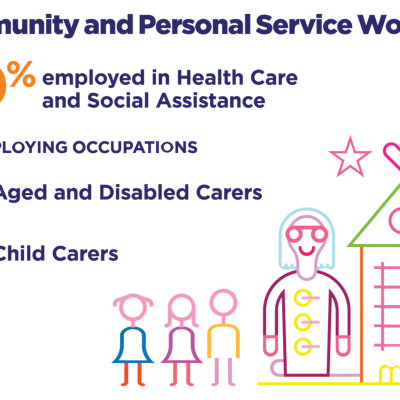 munity and Personal Service Wo
% employed in Health Care
and Social Assistance
PLOYING OCCUPATIONS
Aged and Disabled Carers
Child Carers